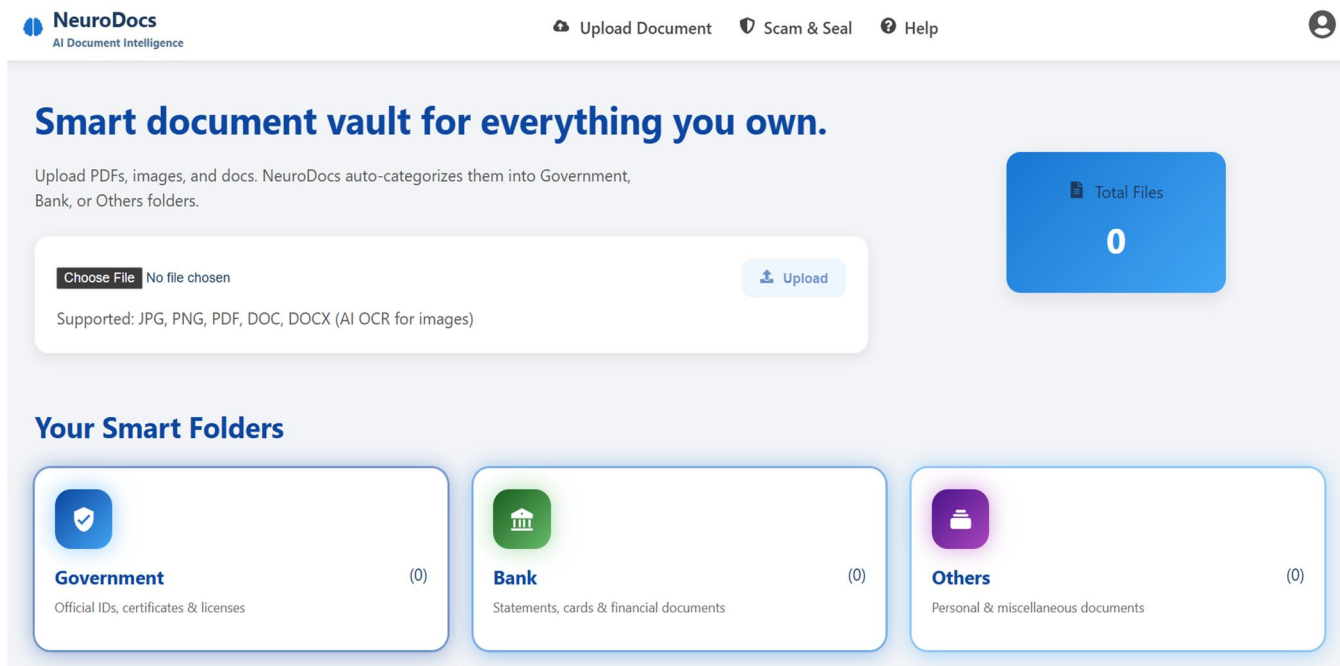 NeuroDocs
AI Document Intelligence
Upload Document
Scam & Seal
Help
Smart document vault for everything you own.
Upload PDFs, images, and docs. NeuroDocs auto-categorizes them into Government,
Bank, or Others folders.
Total Files
0
Choose File No file chosen
Upload
Supported: JPG, PNG, PDF, DOC, DOCX (AI OCR for images)
Your Smart Folders
Government (0)
Official IDs, certificates & licenses
Bank (0)
Statements, cards & financial documents
Others (0)
Personal & miscellaneous documents